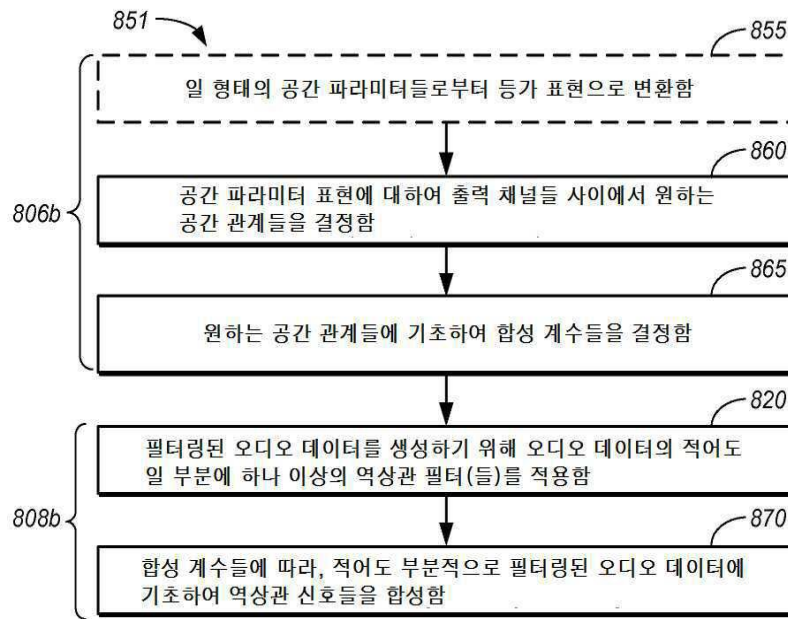 851
855
일 형태의 공간 파라미터들로부터 등가 표현으로 변환함
860
공간 파라미터 표현에 대하여 출력 채널들 사이에서 원하는
공간 관계들을 결정함
806b
865
원하는 공간 관계들에 기초하여 합성 계수들을 결정함
820
필터링된 오디오 데이터를 생성하기 위해 오디오 데이터의 적어도
일 부분에 하나 이상의 역상관 필터(들)를 적용함
808b
870
합성 계수들에 따라, 적어도 부분적으로 필터링된 오디오 데이터에
기초하여 역상관 신호들을 합성함